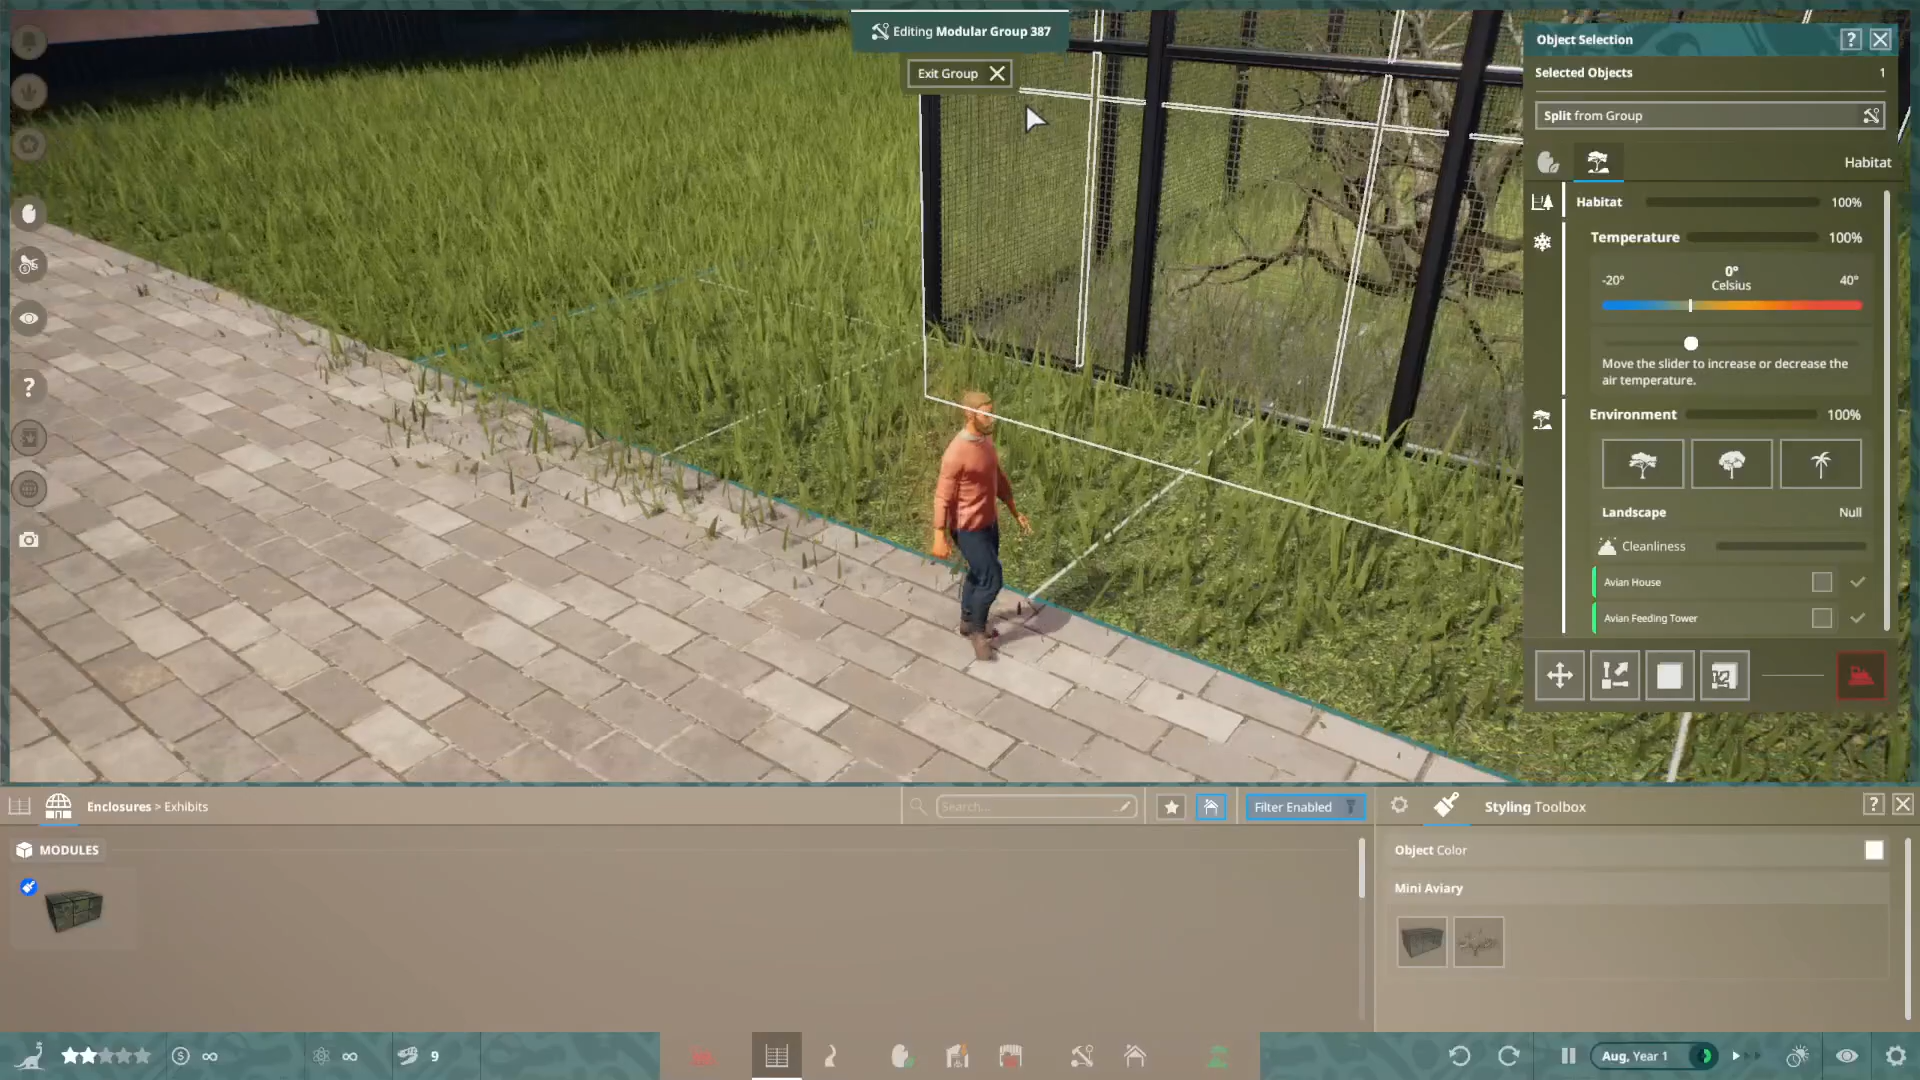 Editing Modular Group 387
Exit Group
Object Selection
?
Selected Objects 1
Split from Group
Habitat
Habitat 100%
Temperature 100%
-20° 0° 40°
Celsius
Move the slider to increase or decrease the
air temperature.
Environment 100%
Landscape Null
Cleanliness
Avian House
Avian Feeding Tower
?
Enclosures > Exhibits
Search...
Filter Enabled
Styling Toolbox
?
MODULES
Object Color
Mini Aviary
∞
∞
9
Aug, Year 1